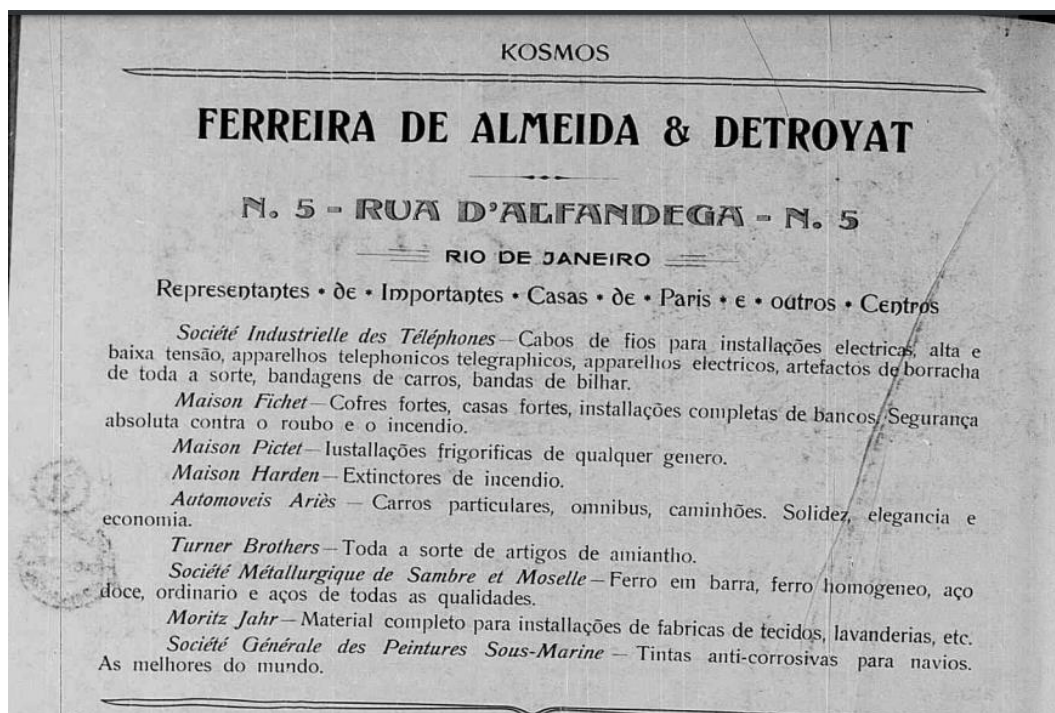 KOSMOS
FERREIRA DE ALMEIDA & DETROYAT
N. 5 - RUA D'ALFANDEGA - N. 5
RIO DE JANEIRO
Representantes • de • Importantes • Casas • de • Paris • e • outros • Centros
Société Industrielle des Téléphones — Cabos de fios para installações electricas, alta e
baixa tensão, apparelhos telephonicos telegraphicos, apparelhos electricos, artefactos de borracha
de toda a sorte, bandagens de carros, bandas de bilhar.
Maison Fichet — Cofres fortes, casas fortes, installações completas de bancos. Segurança
absoluta contra o roubo e o incendio.
Maison Pictet — Iustallações frigorificas de qualquer genero.
Maison Harden — Extinctores de incendio.
Automoveis Ariès — Carros particulares, omnibus, caminhões. Solidez, elegancia e
economia.
Turner Brothers — Toda a sorte de artigos de amiantho.
Société Métallurgique de Sambre et Moselle — Ferro em barra, ferro homogeneo, aço
doce, ordinario e aços de todas as qualidades.
Moritz Jahr — Material completo para installações de fabricas de tecidos, lavanderias, etc.
Société Générale des Peintures Sous-Marine — Tintas anti-corrosivas para navios.
As melhores do mundo.